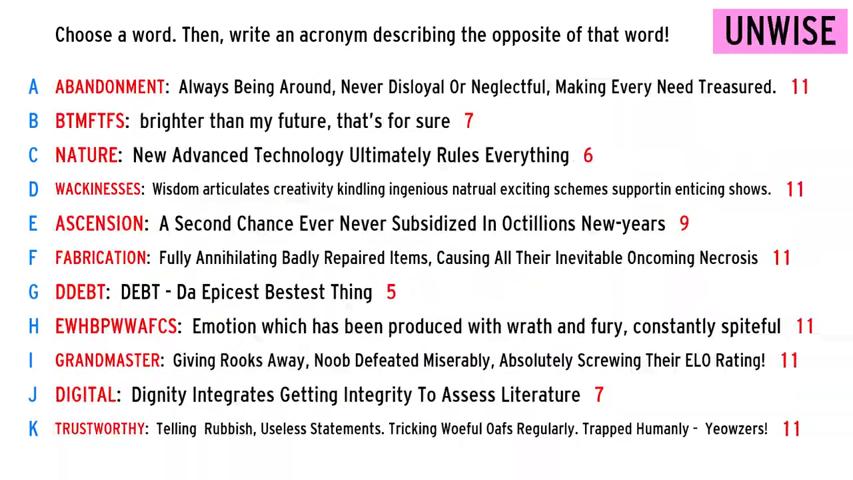 Choose a word. Then, write an acronym describing the opposite of that word!
UNWISE
A ABANDONMENT: Always Being Around, Never Disloyal Or Neglectful, Making Every Need Treasured. 11
B BTMFTFS: brighter than my future, that's for sure 7
C NATURE: New Advanced Technology Ultimately Rules Everything 6
D WACKINESSES: Wisdom articulates creativity kindling ingenious natrual exciting schemes supportin enticing shows. 11
E ASCENSION: A Second Chance Ever Never Subsidized In Octillions New-years 9
F FABRICATION: Fully Annihilating Badly Repaired Items, Causing All Their Inevitable Oncoming Necrosis 11
G DDEBT: DEBT - Da Epicest Bestest Thing 5
H EWHBPWWAFCS: Emotion which has been produced with wrath and fury, constantly spiteful 11
I GRANDMASTER: Giving Rooks Away, Noob Defeated Miserably, Absolutely Screwing Their ELO Rating! 11
J DIGITAL: Dignity Integrates Getting Integrity To Assess Literature 7
K TRUSTWORTHY: Telling Rubbish, Useless Statements. Tricking Woeful Oafs Regularly. Trapped Humanly - Yeowzers! 11